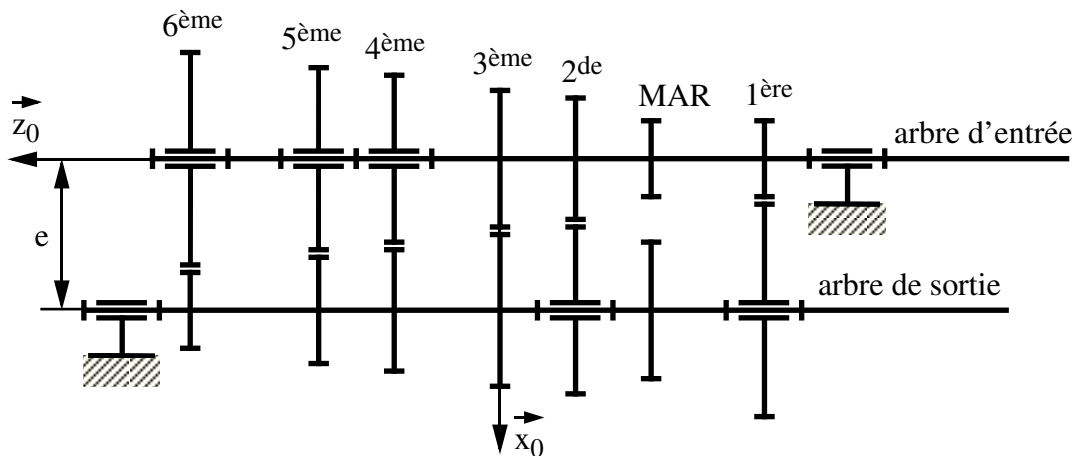 6ème
5ème
4ème
3ème
2de
MAR
1ère
z0
arbre d'entrée
e
arbre de sortie
x0